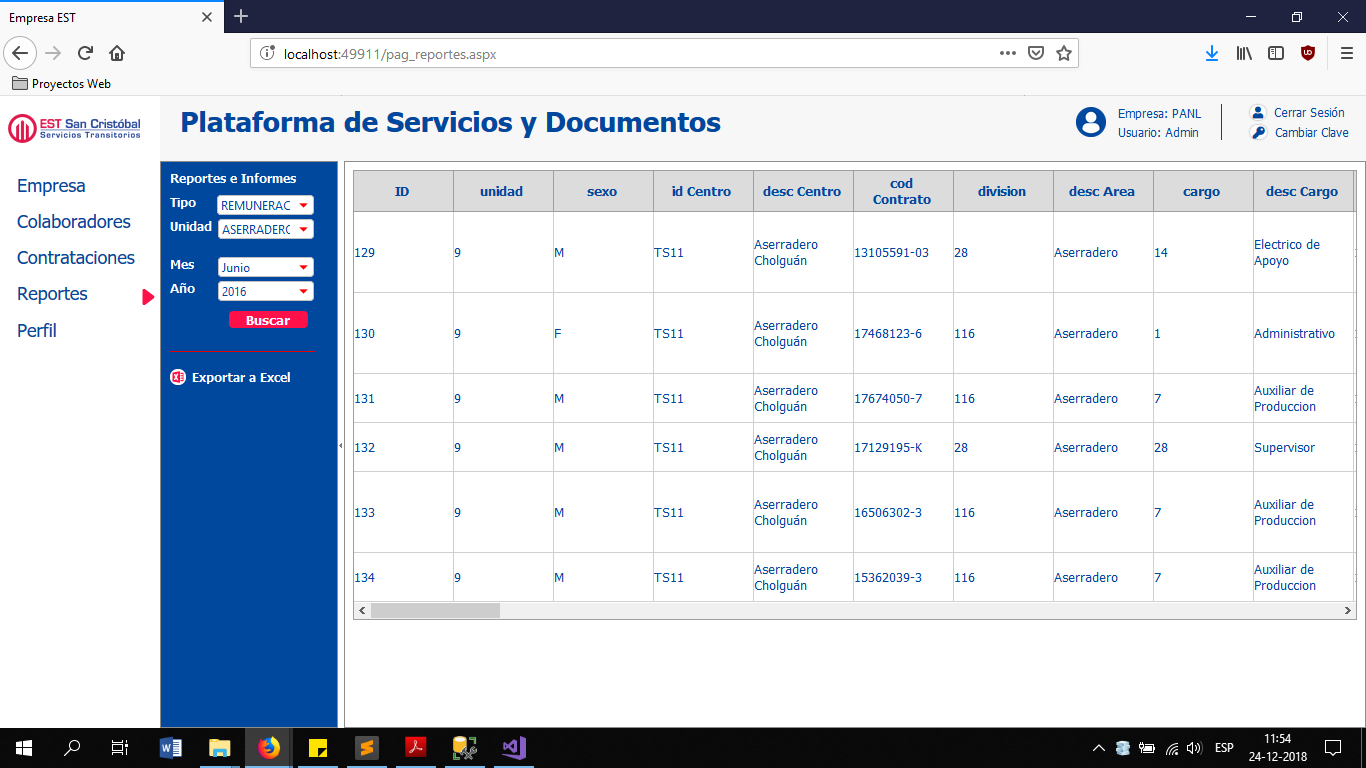 Empresa EST
localhost:49911/pag_reportes.aspx
Proyectos Web
EST San Cristóbal
Servicios Transitorios
Plataforma de Servicios y Documentos
Empresa: PANL
Usuario: Admin
Cerrar Sesión
Cambiar Clave
Empresa
Colaboradores
Contrataciones
Reportes
Perfil
Reportes e Informes
Tipo REMUNERAC
Unidad ASERRADERC
Mes Junio
Año 2016
Buscar
Exportar a Excel
ID unidad sexo id Centro desc Centro cod Contrato division desc Area cargo desc Cargo
129 9 M TS11 Aserradero Cholguán 13105591-03 28 Aserradero 14 Electrico de Apoyo
130 9 F TS11 Aserradero Cholguán 17468123-6 116 Aserradero 1 Administrativo
131 9 M TS11 Aserradero Cholguán 17674050-7 116 Aserradero 7 Auxiliar de Produccion
132 9 M TS11 Aserradero Cholguán 17129195-K 28 Aserradero 28 Supervisor
133 9 M TS11 Aserradero Cholguán 16506302-3 116 Aserradero 7 Auxiliar de Produccion
134 9 M TS11 Aserradero Cholguán 15362039-3 116 Aserradero 7 Auxiliar de Produccion
ESP
11:54
24-12-2018